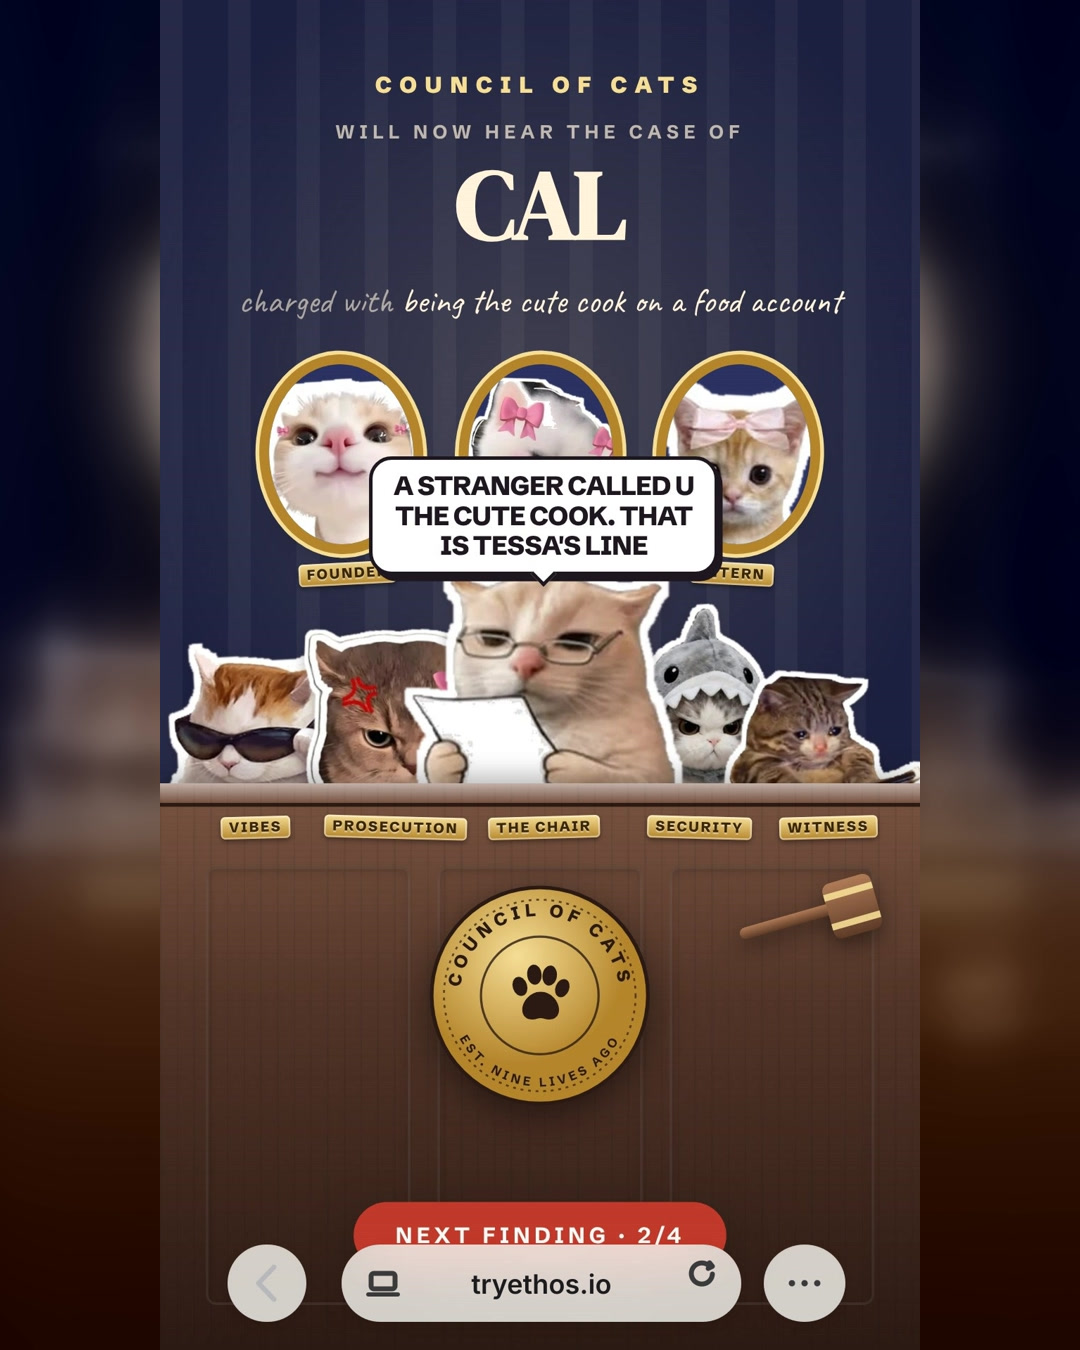 COUNCIL OF CATS
WILL NOW HEAR THE CASE OF
CAL
charged with being the cute cook on a food account
A STRANGER CALLED U
THE CUTE COOK. THAT
IS TESSA'S LINE
VIBES
PROSECUTION
THE CHAIR
SECURITY
WITNESS
COUNCIL OF CATS
EST. NINE LIVES AGO
NEXT FINDING · 2/4
tryethos.io